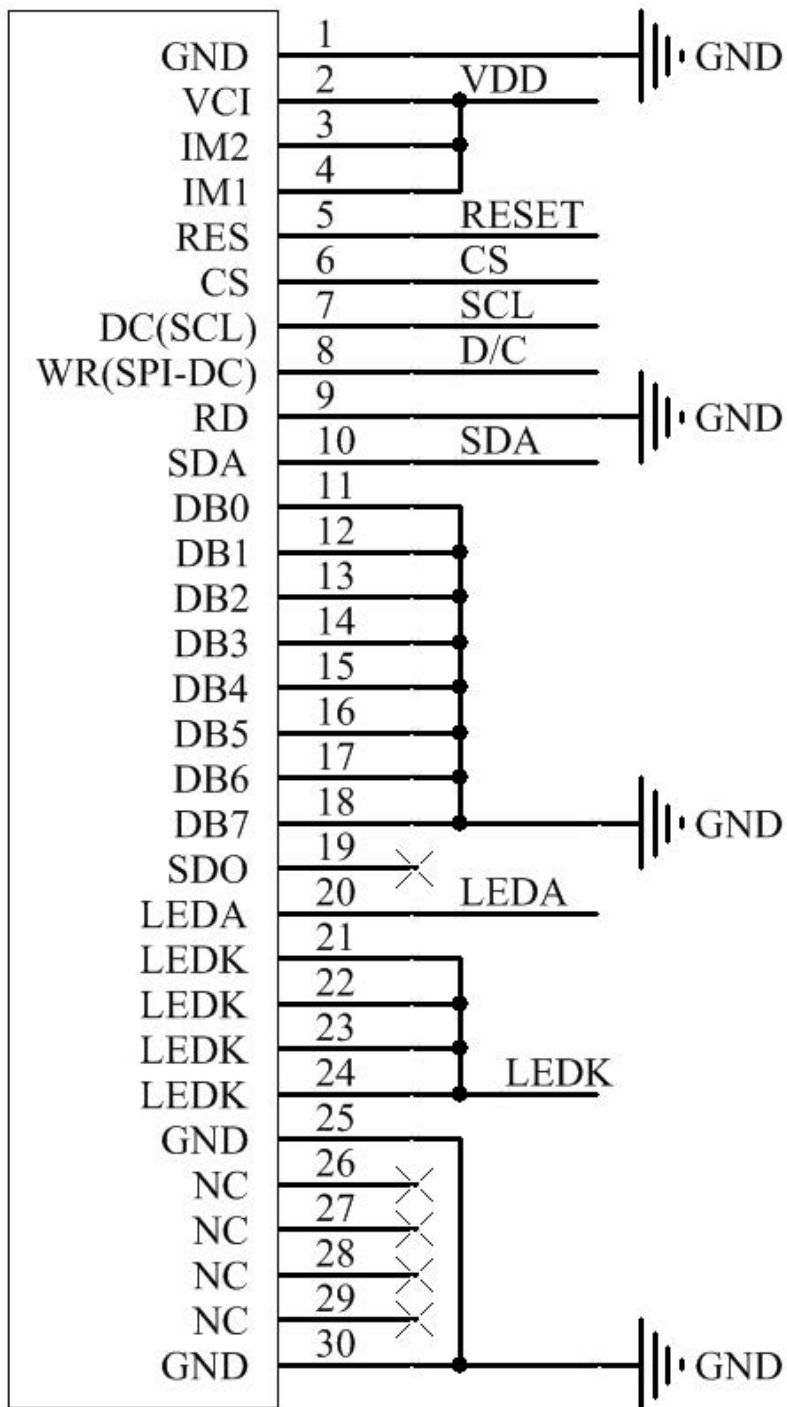 GND 1 GND
VCI 2 VDD
IM2 3
IM1 4
RES 5 RESET
CS 6 CS
DC(SCL) 7 SCL
WR(SPI-DC) 8 D/C
RD 9 GND
SDA 10 SDA
DB0 11
DB1 12
DB2 13
DB3 14
DB4 15
DB5 16
DB6 17
DB7 18 GND
SDO 19
LEDA 20 LEDA
LEDK 21
LEDK 22
LEDK 23
LEDK 24 LEDK
GND 25
NC 26
NC 27
NC 28
NC 29
GND 30 GND